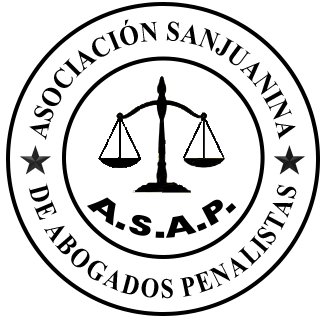 ASOCIACIÓN SANJUANINA
DE ABOGADOS PENALISTAS
A.S.A.P.